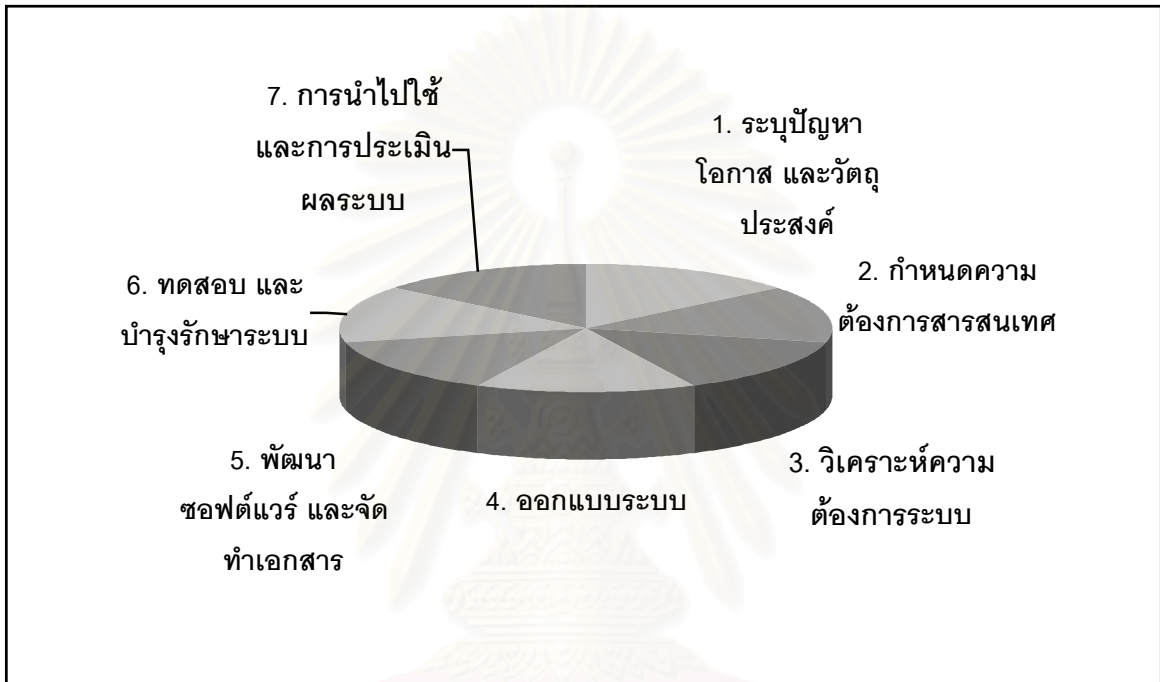 1. ระบุปัญหา
โอกาส และวัตถุ
ประสงค์
2. กำหนดความ
ต้องการสารสนเทศ
3. วิเคราะห์ความ
ต้องการระบบ
4. ออกแบบระบบ
5. พัฒนา
ซอฟต์แวร์ และจัด
ทำเอกสาร
6. ทดสอบ และ
บำรุงรักษาระบบ
7. การนำไปใช้
และการประเมิน
ผลระบบ